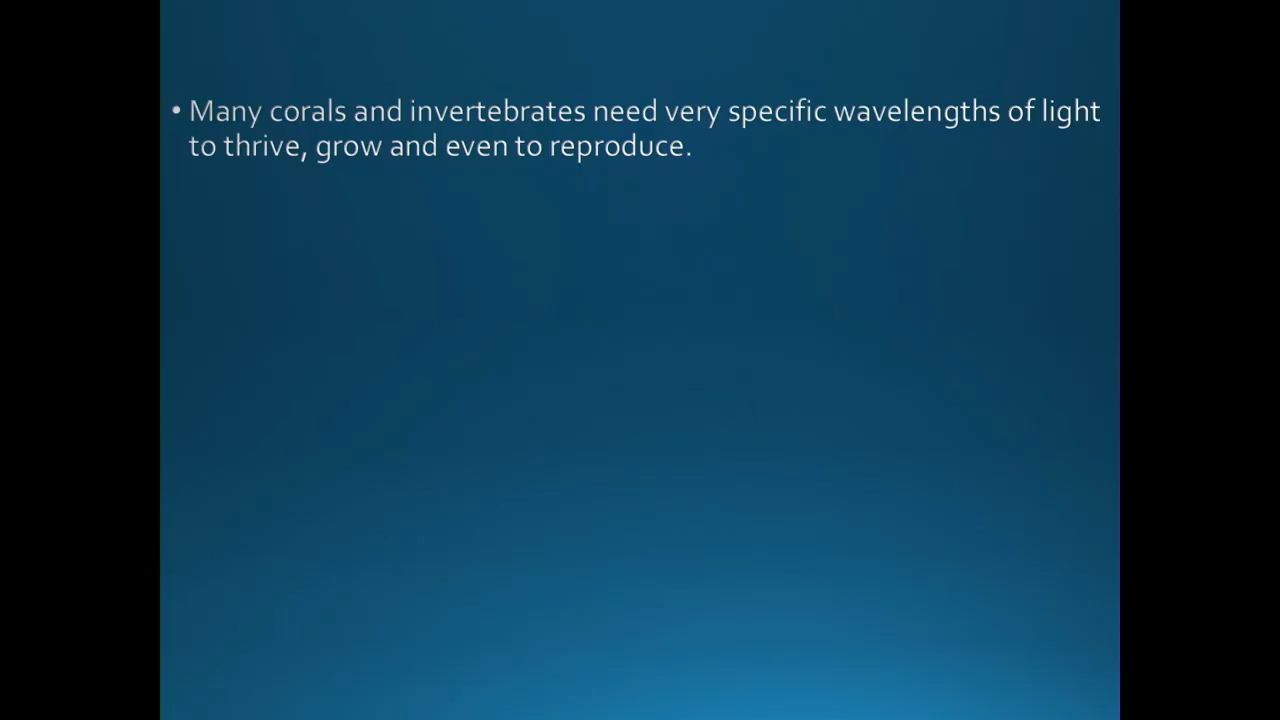 • Many corals and invertebrates need very specific wavelengths of light
to thrive, grow and even to reproduce.